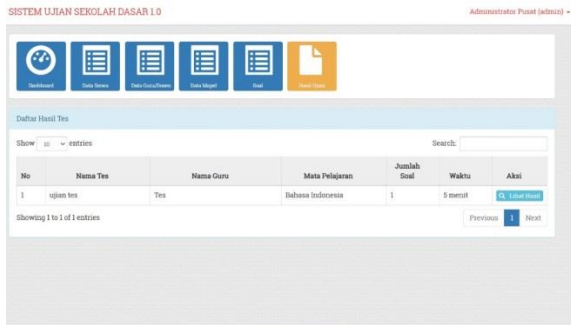 SISTEM UJIAN SEKOLAH DASAR 1.0
Administrator Pusat (admin)
Dashboard
Data Siswa
Data Guru/Dosen
Data Mapel
Soal
Hasil Ujian
Daftar Hasil Tes
Show 10 entries
Search:
No Nama Tes Nama Guru Mata Pelajaran Jumlah Soal Waktu Aksi
1 ujian tes Tes Bahasa Indonesia 1 5 menit Lihat Hasil
Showing 1 to 1 of 1 entries
Previous 1 Next